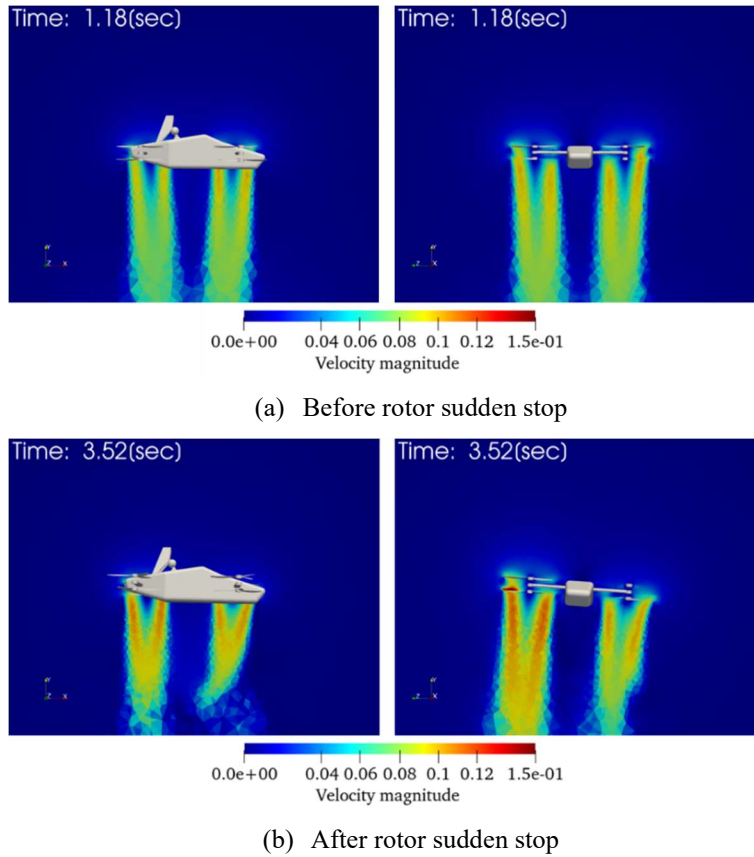 Time: 1.18(sec)
Time: 1.18(sec)
0.0e+00 0.04 0.06 0.08 0.1 0.12 1.5e-01
Velocity magnitude
(a) Before rotor sudden stop
Time: 3.52(sec)
Time: 3.52(sec)
0.0e+00 0.04 0.06 0.08 0.1 0.12 1.5e-01
Velocity magnitude
(b) After rotor sudden stop